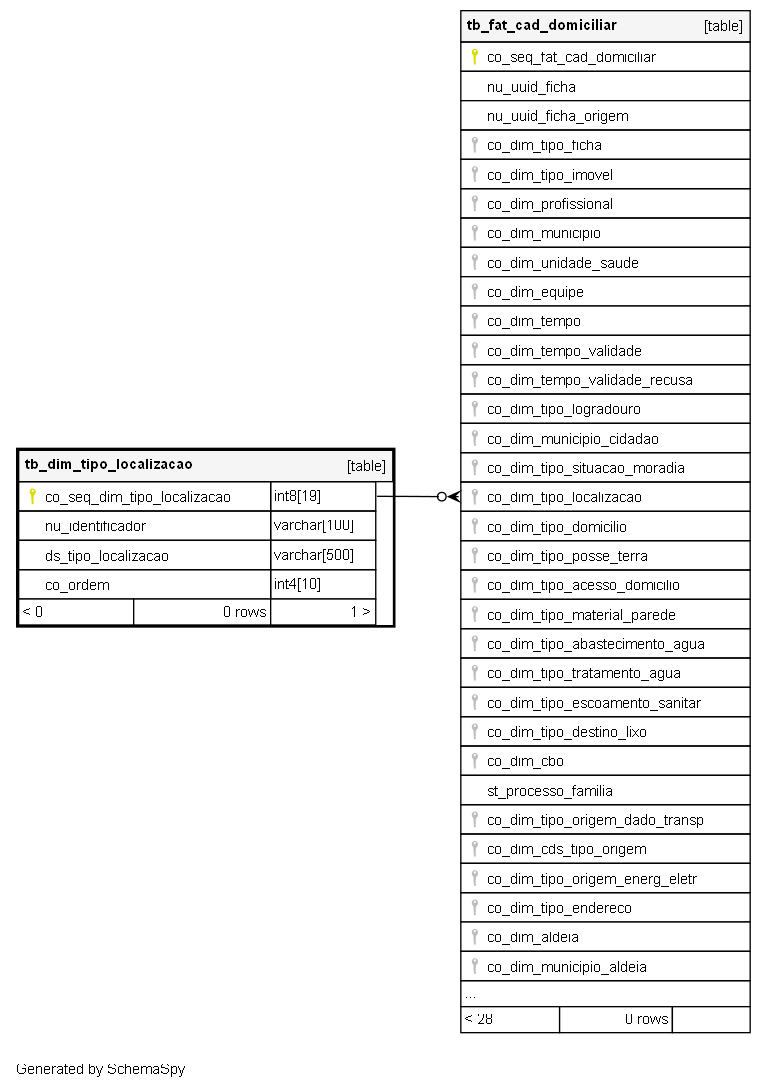 tb_fat_cad_domiciliar [table]
co_seq_fat_cad_domiciliar
nu_uuid_ficha
nu_uuid_ficha_origem
co_dim_tipo_ficha
co_dim_tipo_imovel
co_dim_profissional
co_dim_municipio
co_dim_unidade_saude
co_dim_equipe
co_dim_tempo
co_dim_tempo_validade
co_dim_tempo_validade_recusa
co_dim_tipo_logradouro
co_dim_municipio_cidadao
co_dim_tipo_situacao_moradia
co_dim_tipo_localizacao
co_dim_tipo_domicilio
co_dim_tipo_posse_terra
co_dim_tipo_acesso_domicilio
co_dim_tipo_material_parede
co_dim_tipo_abastecimento_agua
co_dim_tipo_tratamento_agua
co_dim_tipo_escoamento_sanitar
co_dim_tipo_destino_lixo
co_dim_cbo
st_processo_familia
co_dim_tipo_origem_dado_transp
co_dim_cds_tipo_origem
co_dim_tipo_origem_energ_eletr
co_dim_tipo_endereco
co_dim_aldeia
co_dim_municipio_aldeia
...
< 28 0 rows
tb_dim_tipo_localizacao [table]
co_seq_dim_tipo_localizacao int8[19]
nu_identificador varchar[100]
ds_tipo_localizacao varchar[500]
co_ordem int4[10]
< 0 0 rows 1 >
Generated by SchemaSpy